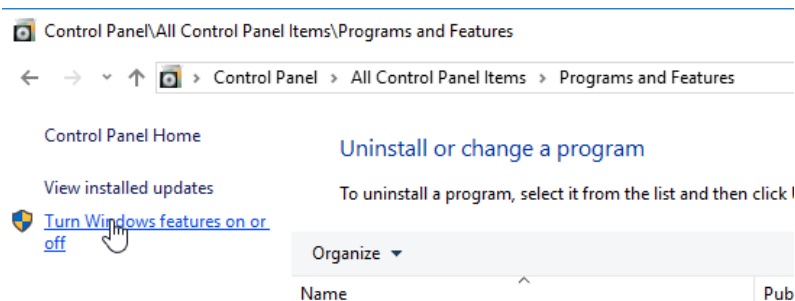 Control Panel\All Control Panel Items\Programs and Features
Control Panel > All Control Panel Items > Programs and Features
Control Panel Home
Uninstall or change a program
View installed updates
To uninstall a program, select it from the list and then click
Turn Windows features on or
off
Organize
Name
Pub